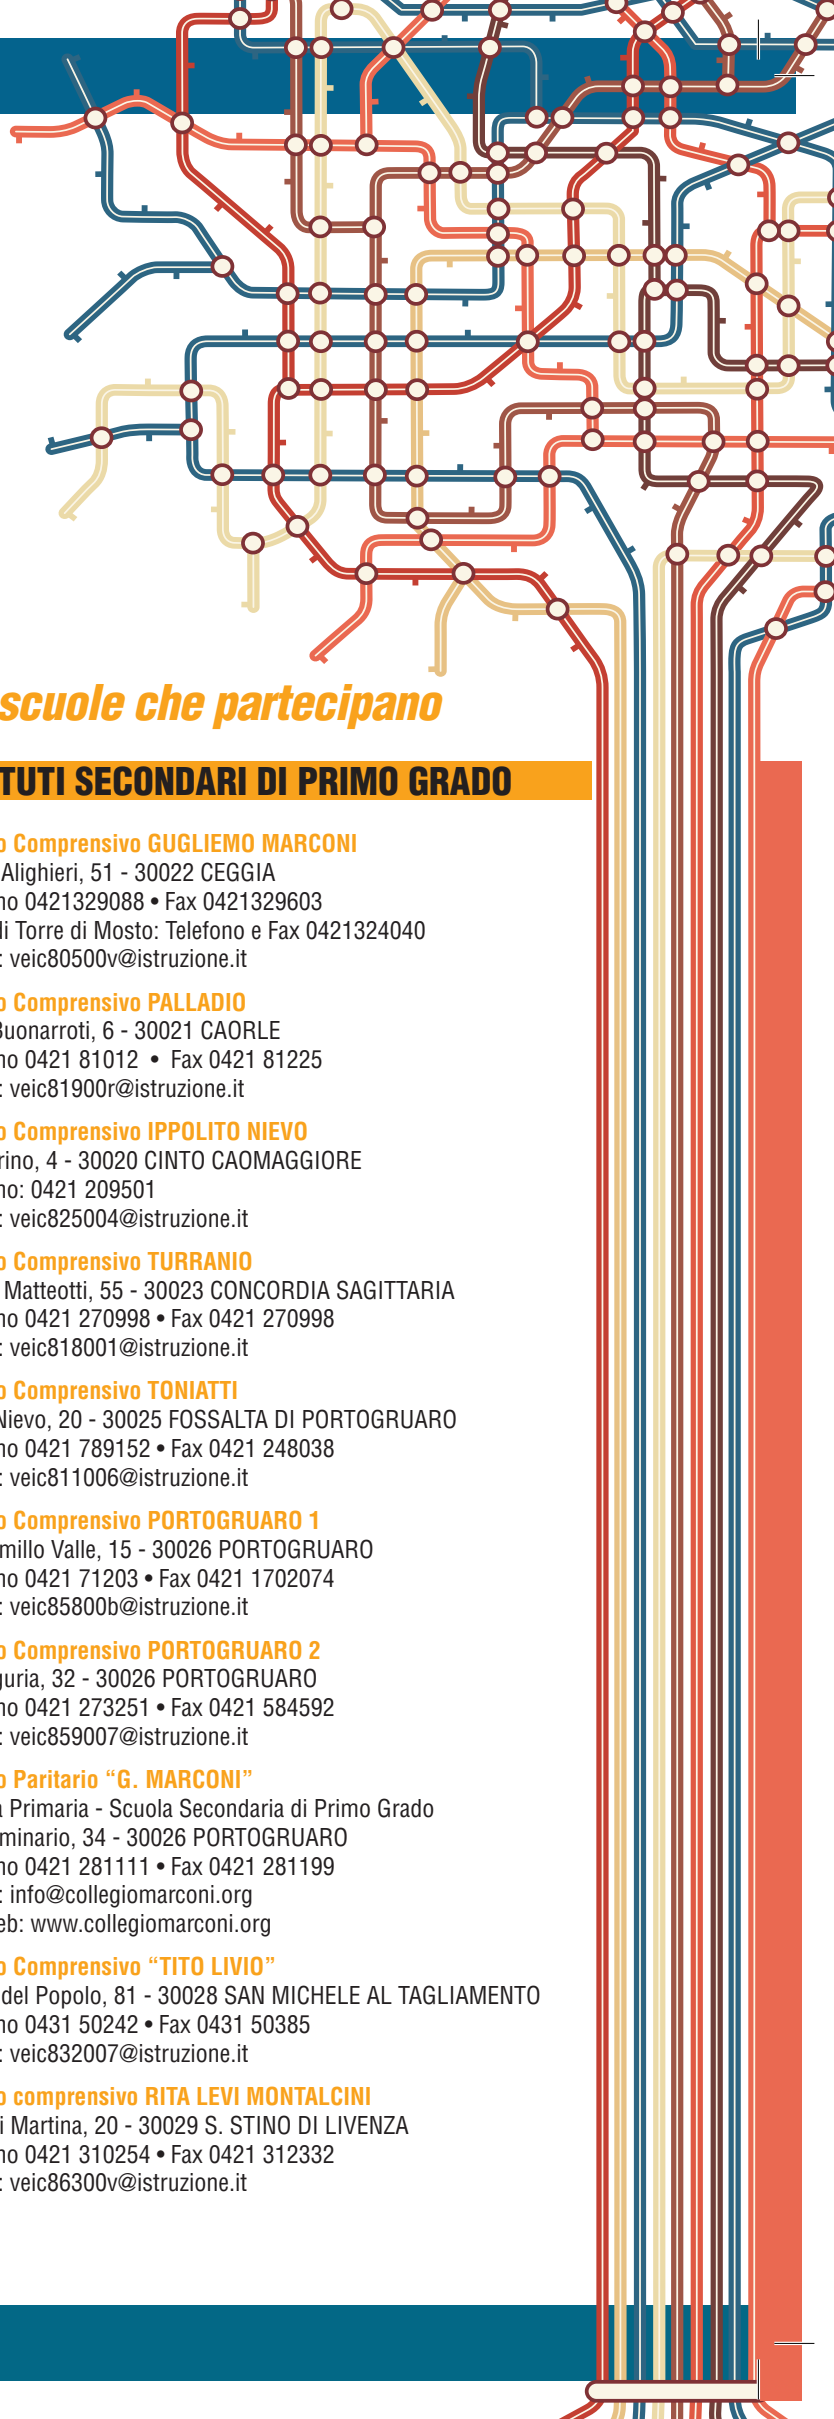 scuole che partecipano
TUTI SECONDARI DI PRIMO GRADO
o Comprensivo GUGLIEMO MARCONI
Alighieri, 51 - 30022 CEGGIA
no 0421329088 • Fax 0421329603
di Torre di Mosto: Telefono e Fax 0421324040
: veic80500v@istruzione.it
o Comprensivo PALLADIO
Buonarroti, 6 - 30021 CAORLE
no 0421 81012 • Fax 0421 81225
: veic81900r@istruzione.it
o Comprensivo IPPOLITO NIEVO
rino, 4 - 30020 CINTO CAOMAGGIORE
no: 0421 209501
: veic825004@istruzione.it
o Comprensivo TURRANIO
Matteotti, 55 - 30023 CONCORDIA SAGITTARIA
no 0421 270998 • Fax 0421 270998
: veic818001@istruzione.it
o Comprensivo TONIATTI
Nievo, 20 - 30025 FOSSALTA DI PORTOGRUARO
no 0421 789152 • Fax 0421 248038
: veic811006@istruzione.it
o Comprensivo PORTOGRUARO 1
millo Valle, 15 - 30026 PORTOGRUARO
no 0421 71203 • Fax 0421 1702074
: veic85800b@istruzione.it
o Comprensivo PORTOGRUARO 2
guria, 32 - 30026 PORTOGRUARO
no 0421 273251 • Fax 0421 584592
: veic859007@istruzione.it
o Paritario “G. MARCONI”
a Primaria - Scuola Secondaria di Primo Grado
minario, 34 - 30026 PORTOGRUARO
no 0421 281111 • Fax 0421 281199
: info@collegiomarconi.org
eb: www.collegiomarconi.org
o Comprensivo “TITO LIVIO”
del Popolo, 81 - 30028 SAN MICHELE AL TAGLIAMENTO
no 0431 50242 • Fax 0431 50385
: veic832007@istruzione.it
o comprensivo RITA LEVI MONTALCINI
i Martina, 20 - 30029 S. STINO DI LIVENZA
no 0421 310254 • Fax 0421 312332
: veic86300v@istruzione.it